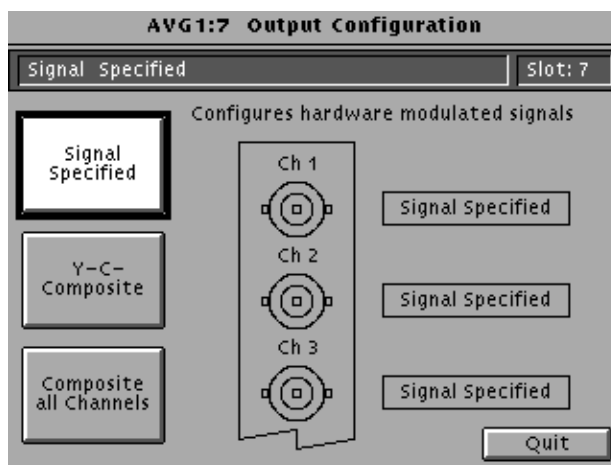 AVG1:7 Output Configuration
Signal Specified
Slot: 7
Configures hardware modulated signals
Signal
Specified
Ch 1
Signal Specified
Y-C-
Composite
Ch 2
Signal Specified
Ch 3
Composite
all Channels
Signal Specified
Quit